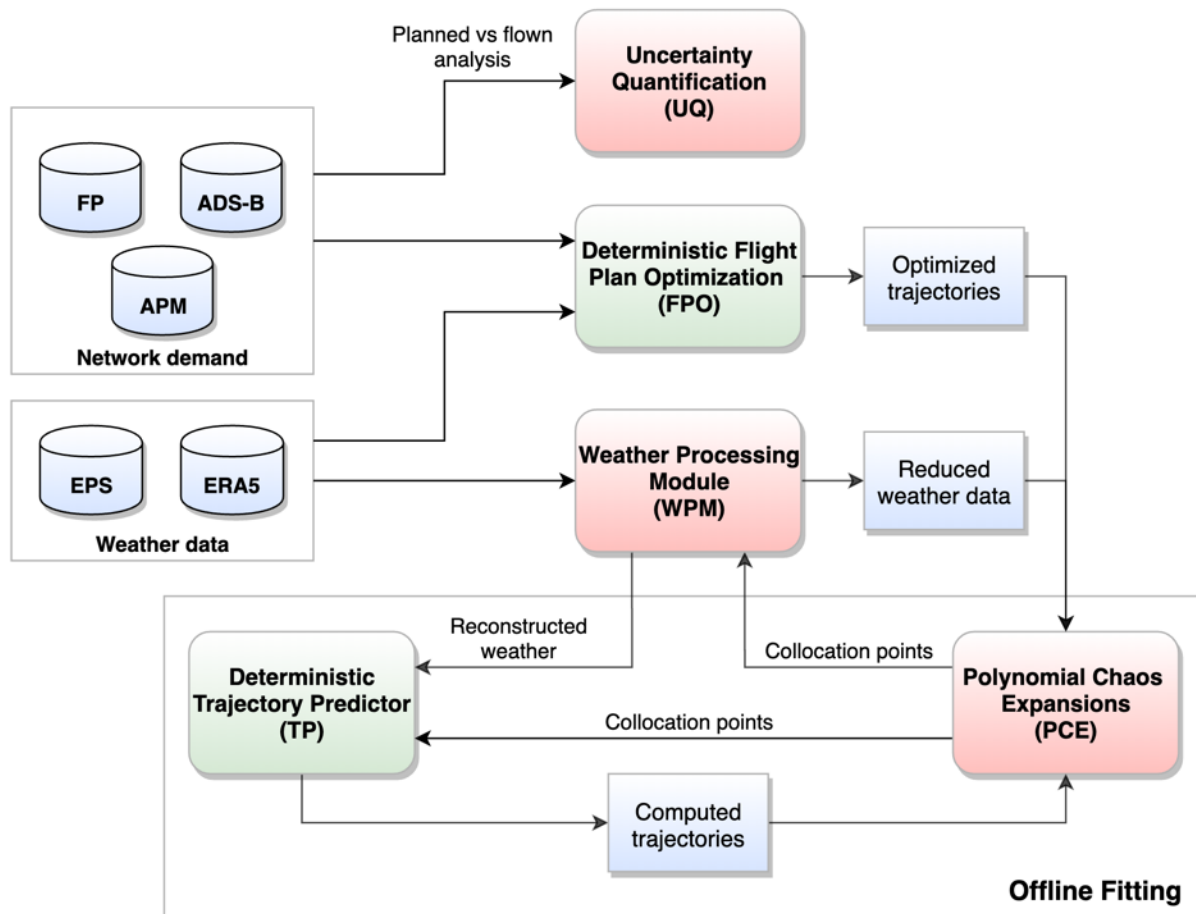 Planned vs flown
analysis
Uncertainty
Quantification
(UQ)
FP
ADS-B
APM
Network demand
Deterministic Flight
Plan Optimization
(FPO)
Optimized
trajectories
EPS
ERA5
Weather data
Weather Processing
Module
(WPM)
Reduced
weather data
Reconstructed
weather
Collocation points
Deterministic
Trajectory Predictor
(TP)
Collocation points
Polynomial Chaos
Expansions
(PCE)
Computed
trajectories
Offline Fitting